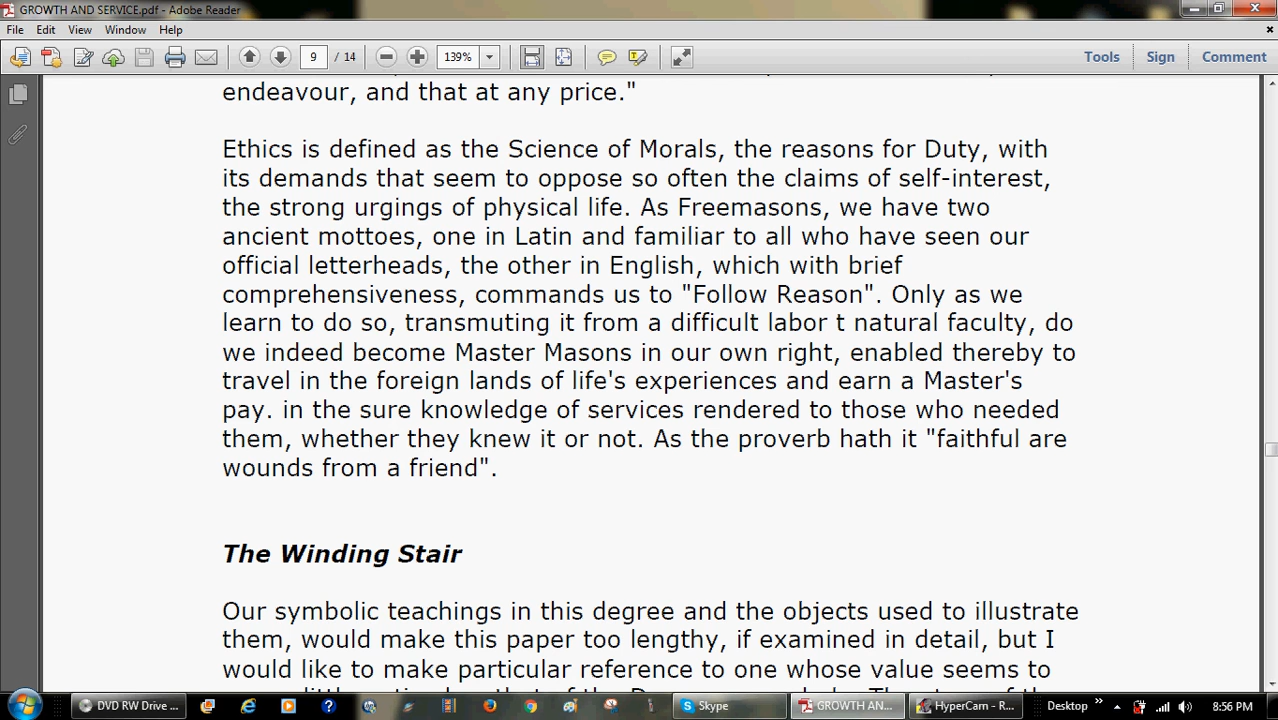 GROWTH AND SERVICE.pdf - Adobe Reader
File Edit View Window Help
9 / 14 139% Tools Sign Comment
endeavour, and that at any price."
Ethics is defined as the Science of Morals, the reasons for Duty, with
its demands that seem to oppose so often the claims of self-interest,
the strong urgings of physical life. As Freemasons, we have two
ancient mottoes, one in Latin and familiar to all who have seen our
official letterheads, the other in English, which with brief
comprehensiveness, commands us to "Follow Reason". Only as we
learn to do so, transmuting it from a difficult labor t natural faculty, do
we indeed become Master Masons in our own right, enabled thereby to
travel in the foreign lands of life's experiences and earn a Master's
pay. in the sure knowledge of services rendered to those who needed
them, whether they knew it or not. As the proverb hath it "faithful are
wounds from a friend".
The Winding Stair
Our symbolic teachings in this degree and the objects used to illustrate
them, would make this paper too lengthy, if examined in detail, but I
would like to make particular reference to one whose value seems to
DVD RW Drive ... Skype GROWTH AN... HyperCam - R... Desktop 8:56 PM